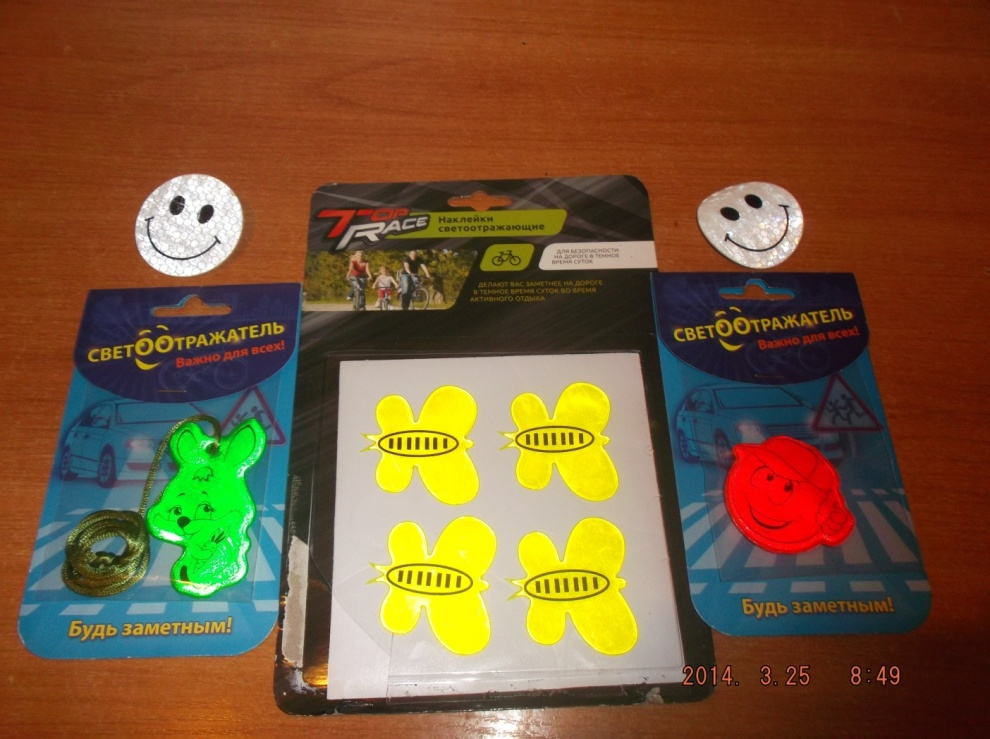 TOP
RACE
Наклейки
светоотражающие
ДЛЯ БЕЗОПАСНОСТИ
НА ДОРОГЕ В ТЕМНОЕ
ВРЕМЯ СУТОК
ДЕЛАЮТ ВАС ЗАМЕТНЕЕ НА ДОРОГЕ
В ТЕМНОЕ ВРЕМЯ СУТОК ВО ВРЕМЯ
АКТИВНОГО ОТДЫХА
СВЕТООТРАЖАТЕЛЬ
Важно для всех!
Будь заметным!
СВЕТООТРАЖАТЕЛЬ
Важно для всех!
Будь заметным!
2014. 3.25 8:49